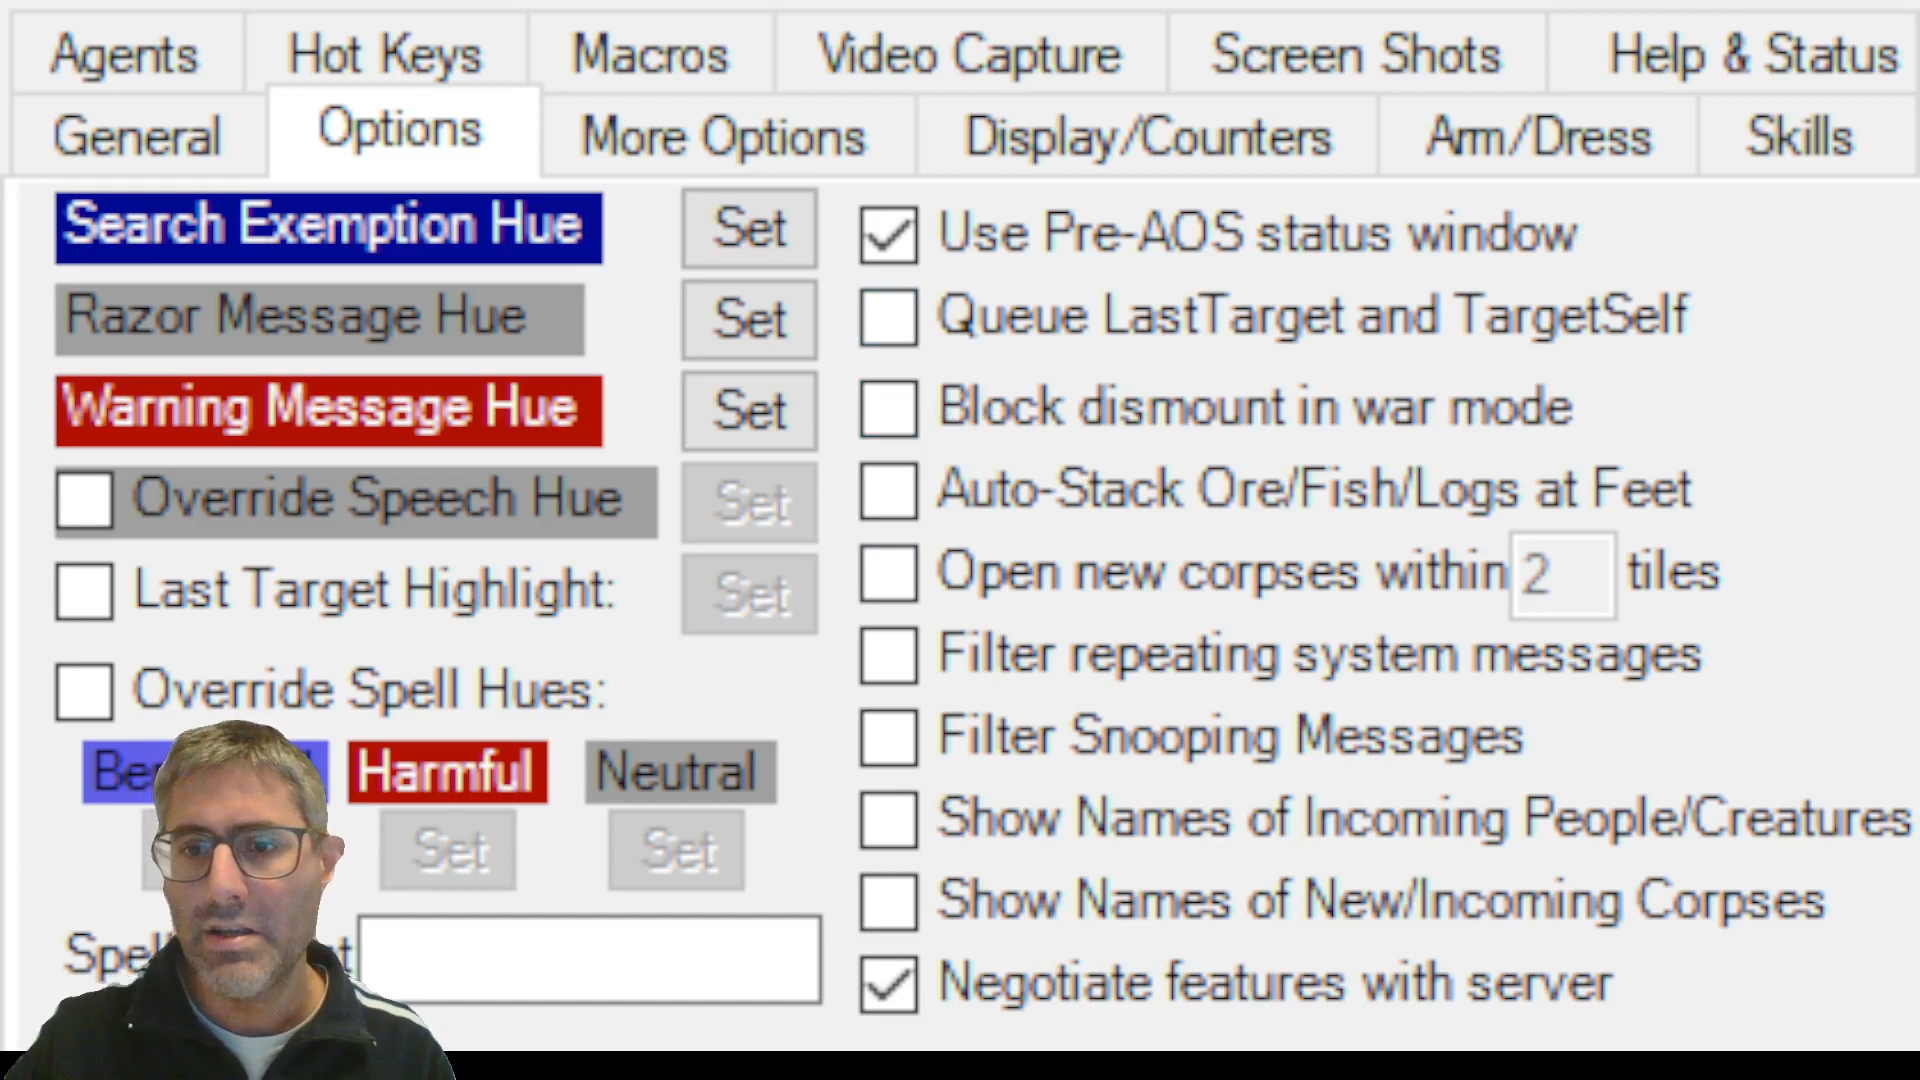 Agents Hot Keys Macros Video Capture Screen Shots Help & Status
General Options More Options Display/Counters Arm/Dress Skills
Search Exemption Hue Set
Razor Message Hue Set
Warning Message Hue Set
Override Speech Hue Set
Last Target Highlight: Set
Override Spell Hues:
Harmful Neutral
Set Set
Use Pre-AOS status window
Queue LastTarget and TargetSelf
Block dismount in war mode
Auto-Stack Ore/Fish/Logs at Feet
Open new corpses within 2 tiles
Filter repeating system messages
Filter Snooping Messages
Show Names of Incoming People/Creatures
Show Names of New/Incoming Corpses
Negotiate features with server